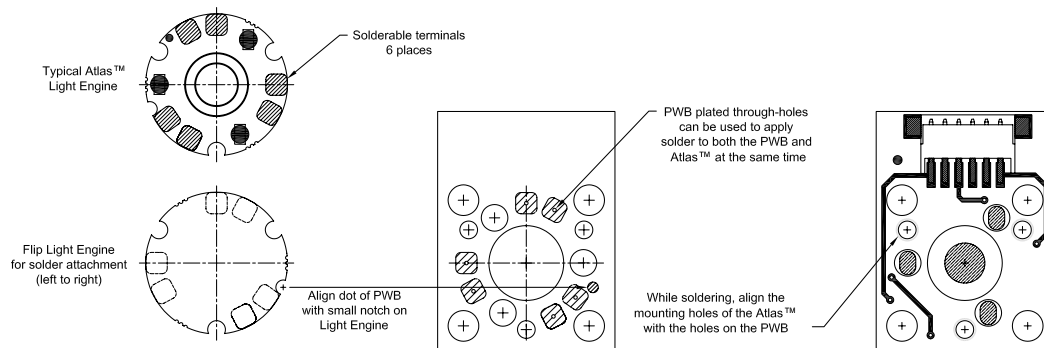 Typical Atlas™
Light Engine
Solderable terminals
6 places
PWB plated through-holes
can be used to apply
solder to both the PWB and
Atlas™ at the same time
Flip Light Engine
for solder attachment
(left to right)
Align dot of PWB
with small notch on
Light Engine
While soldering, align the
mounting holes of the Atlas™
with the holes on the PWB